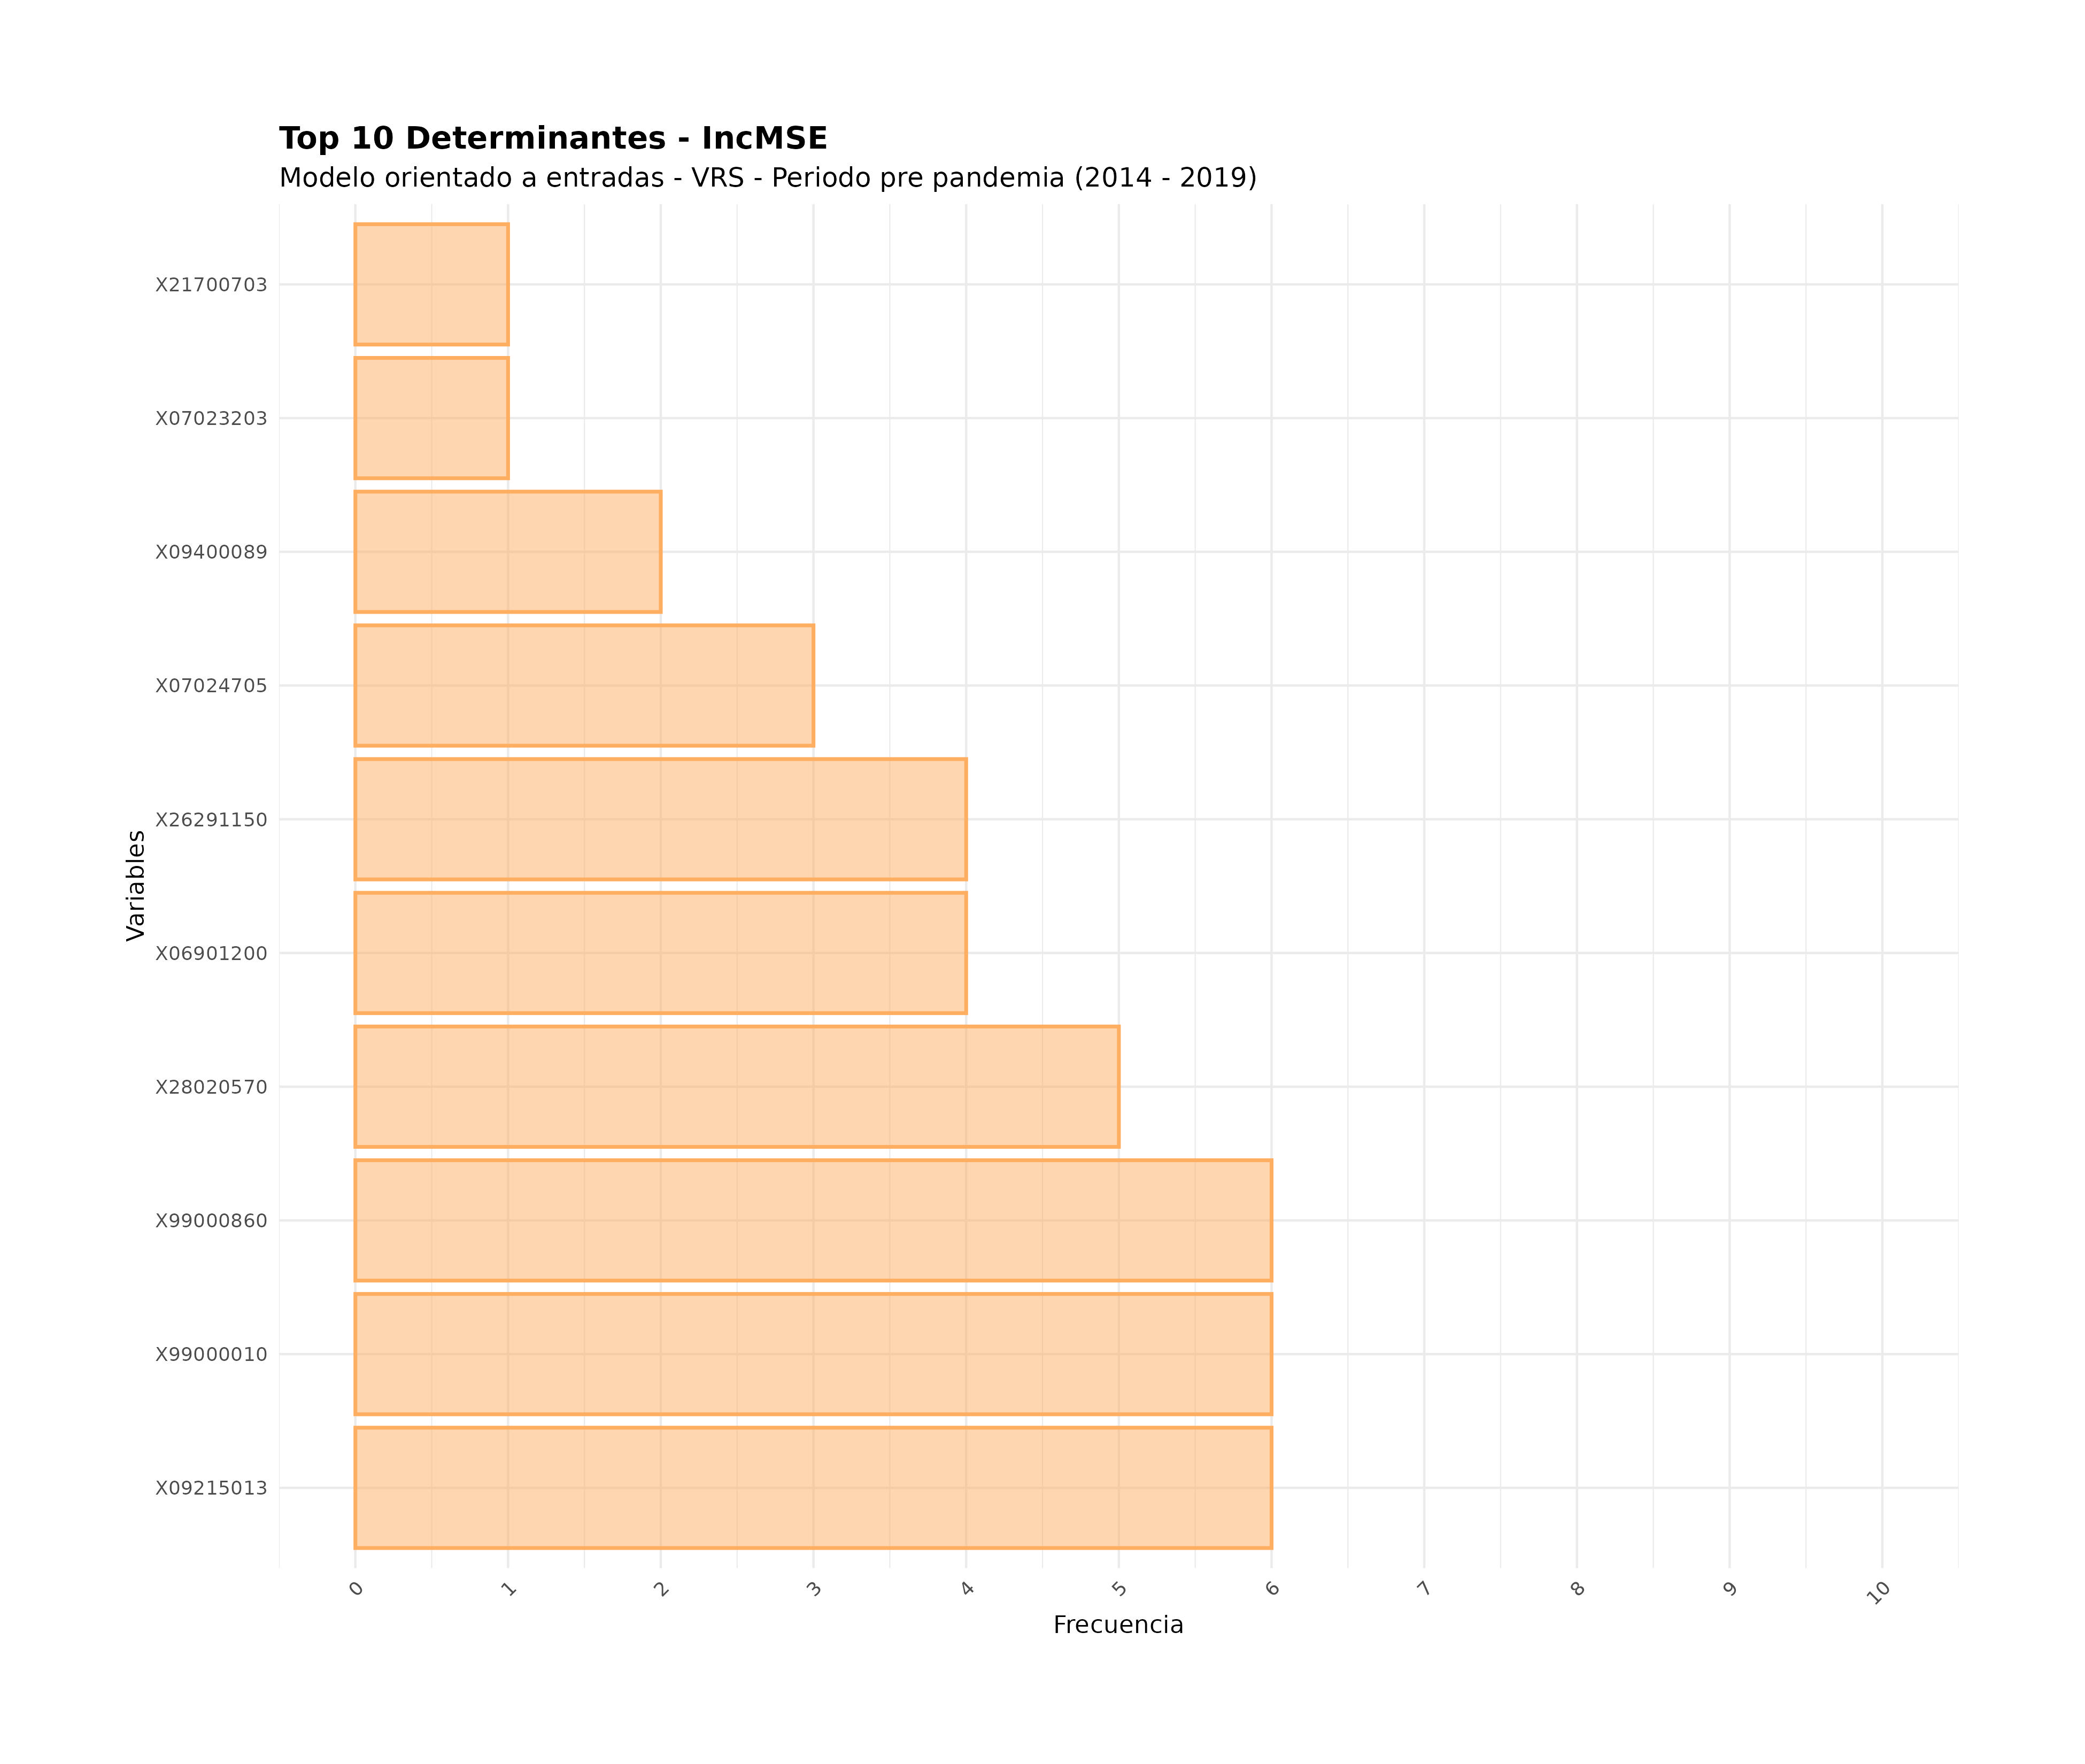 Top 10 Determinantes - IncMSE
Modelo orientado a entradas - VRS - Periodo pre pandemia (2014 - 2019)
Variables
X21700703
X07023203
X09400089
X07024705
X26291150
X06901200
X28020570
X99000860
X99000010
X09215013
0 1 2 3 4 5 6 7 8 9 10
Frecuencia